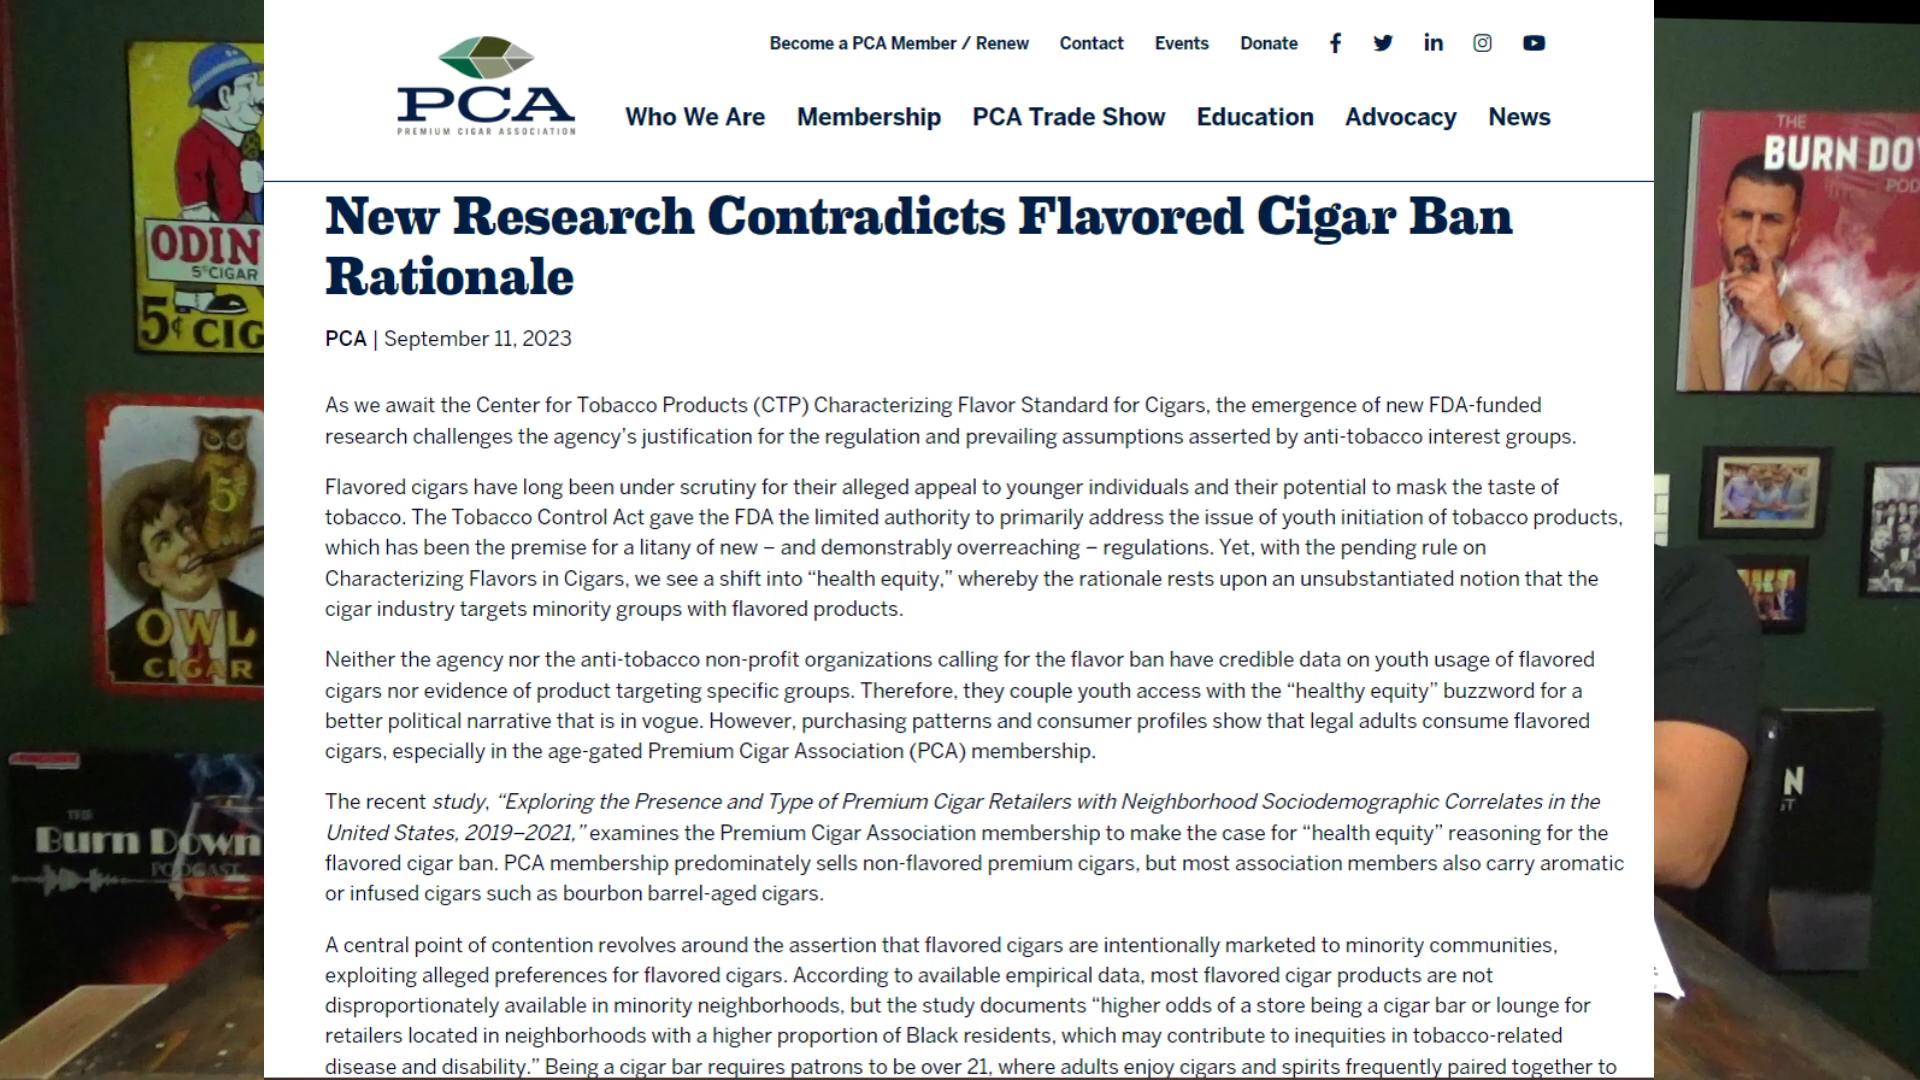 Become a PCA Member / Renew Contact Events Donate
PCA
PREMIUM CIGAR ASSOCIATION
Who We Are Membership PCA Trade Show Education Advocacy News
New Research Contradicts Flavored Cigar Ban
Rationale
PCA | September 11, 2023
As we await the Center for Tobacco Products (CTP) Characterizing Flavor Standard for Cigars, the emergence of new FDA-funded
research challenges the agency’s justification for the regulation and prevailing assumptions asserted by anti-tobacco interest groups.
Flavored cigars have long been under scrutiny for their alleged appeal to younger individuals and their potential to mask the taste of
tobacco. The Tobacco Control Act gave the FDA the limited authority to primarily address the issue of youth initiation of tobacco products,
which has been the premise for a litany of new – and demonstrably overreaching – regulations. Yet, with the pending rule on
Characterizing Flavors in Cigars, we see a shift into “health equity,” whereby the rationale rests upon an unsubstantiated notion that the
cigar industry targets minority groups with flavored products.
Neither the agency nor the anti-tobacco non-profit organizations calling for the flavor ban have credible data on youth usage of flavored
cigars nor evidence of product targeting specific groups. Therefore, they couple youth access with the “healthy equity” buzzword for a
better political narrative that is in vogue. However, purchasing patterns and consumer profiles show that legal adults consume flavored
cigars, especially in the age-gated Premium Cigar Association (PCA) membership.
The recent study, “Exploring the Presence and Type of Premium Cigar Retailers with Neighborhood Sociodemographic Correlates in the
United States, 2019–2021,” examines the Premium Cigar Association membership to make the case for “health equity” reasoning for the
flavored cigar ban. PCA membership predominately sells non-flavored premium cigars, but most association members also carry aromatic
or infused cigars such as bourbon barrel-aged cigars.
A central point of contention revolves around the assertion that flavored cigars are intentionally marketed to minority communities,
exploiting alleged preferences for flavored cigars. According to available empirical data, most flavored cigar products are not
disproportionately available in minority neighborhoods, but the study documents “higher odds of a store being a cigar bar or lounge for
retailers located in neighborhoods with a higher proportion of Black residents, which may contribute to inequities in tobacco-related
disease and disability.” Being a cigar bar requires patrons to be over 21, where adults enjoy cigars and spirits frequently paired together to
ODIN
5¢ CIGAR
5¢ CIG
5¢
OWL
CIGAR
THE
Burn Down
PODCAST
THE
BURN DO
POD
N
ST